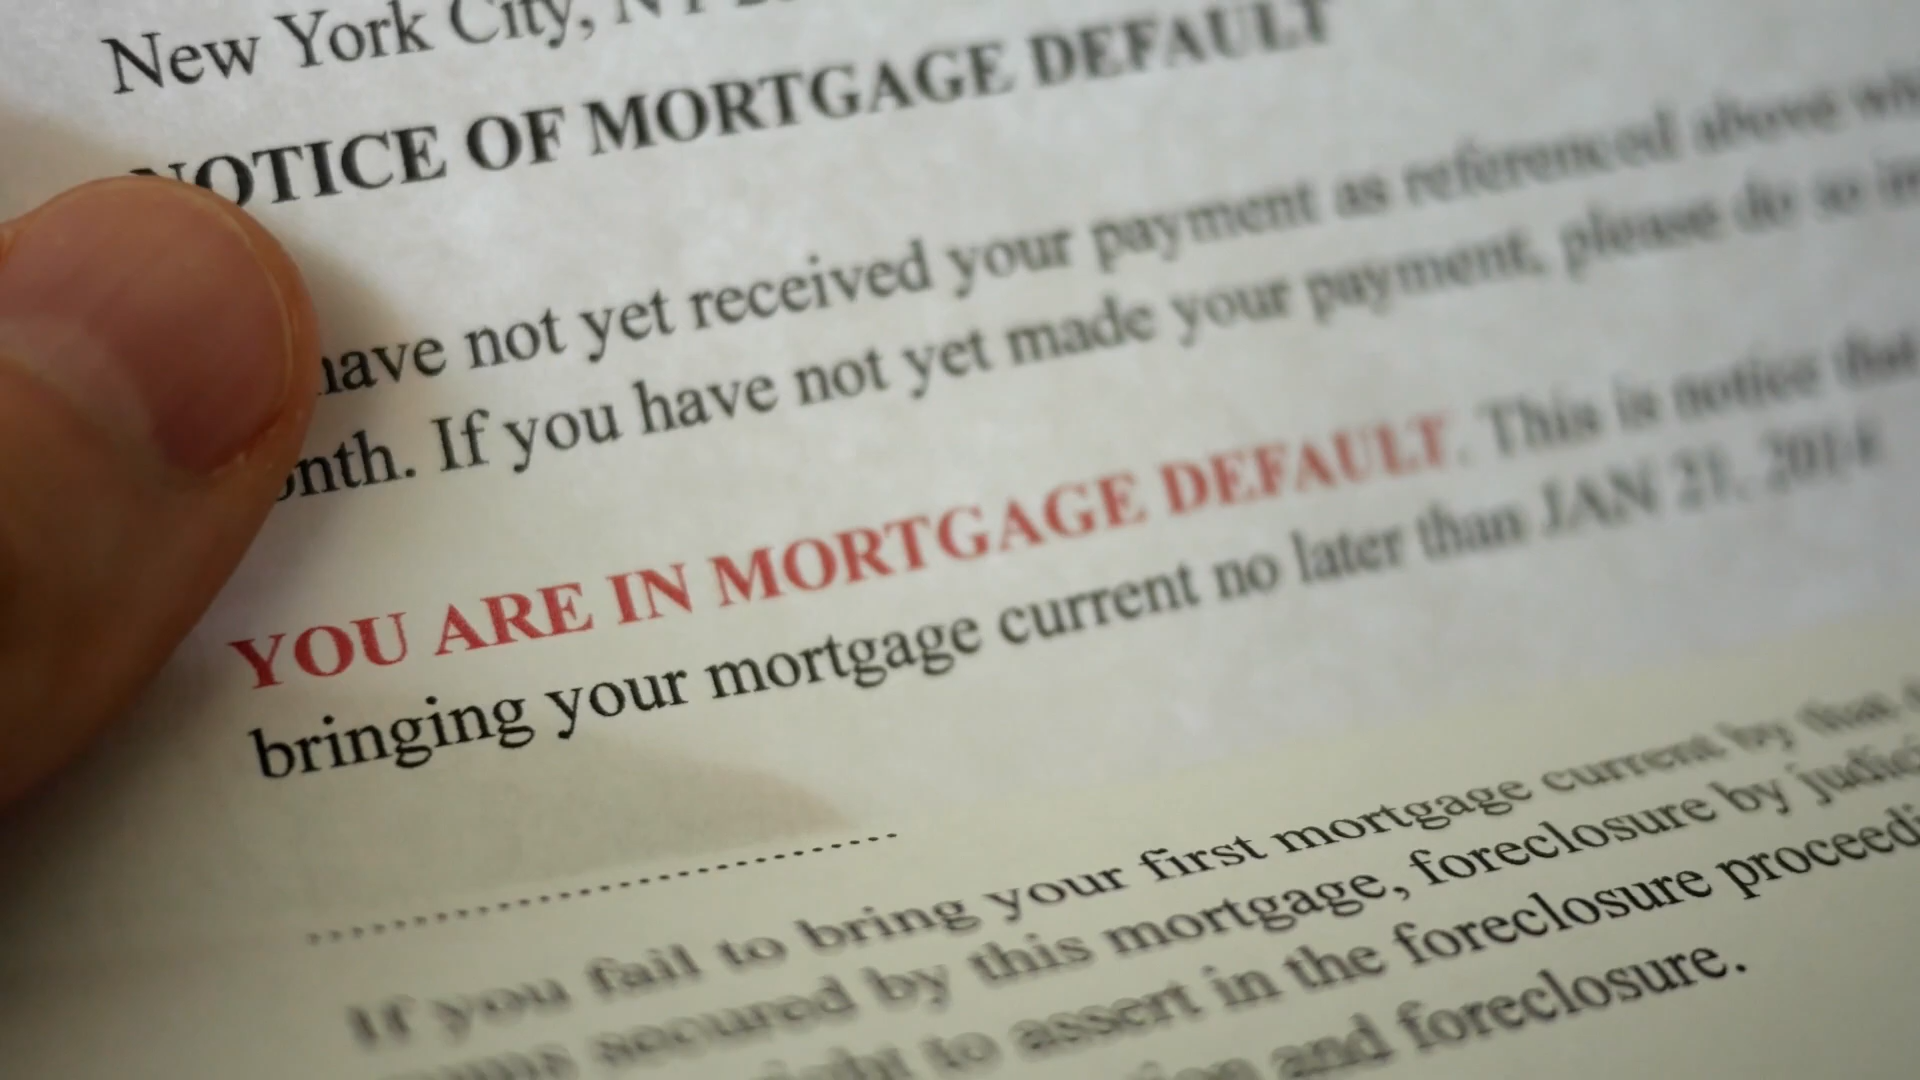 New York City,
NOTICE OF MORTGAGE DEFAULT
have not yet received your payment as referenced above
nth. If you have not yet made your payment, please do so
YOU ARE IN MORTGAGE DEFAULT. This is notice that
bringing your mortgage current no later than JAN 21, 2014
........................................
If you fail to bring your first mortgage current by that
secured by this mortgage, foreclosure by
to assert in the foreclosure
and foreclosure.